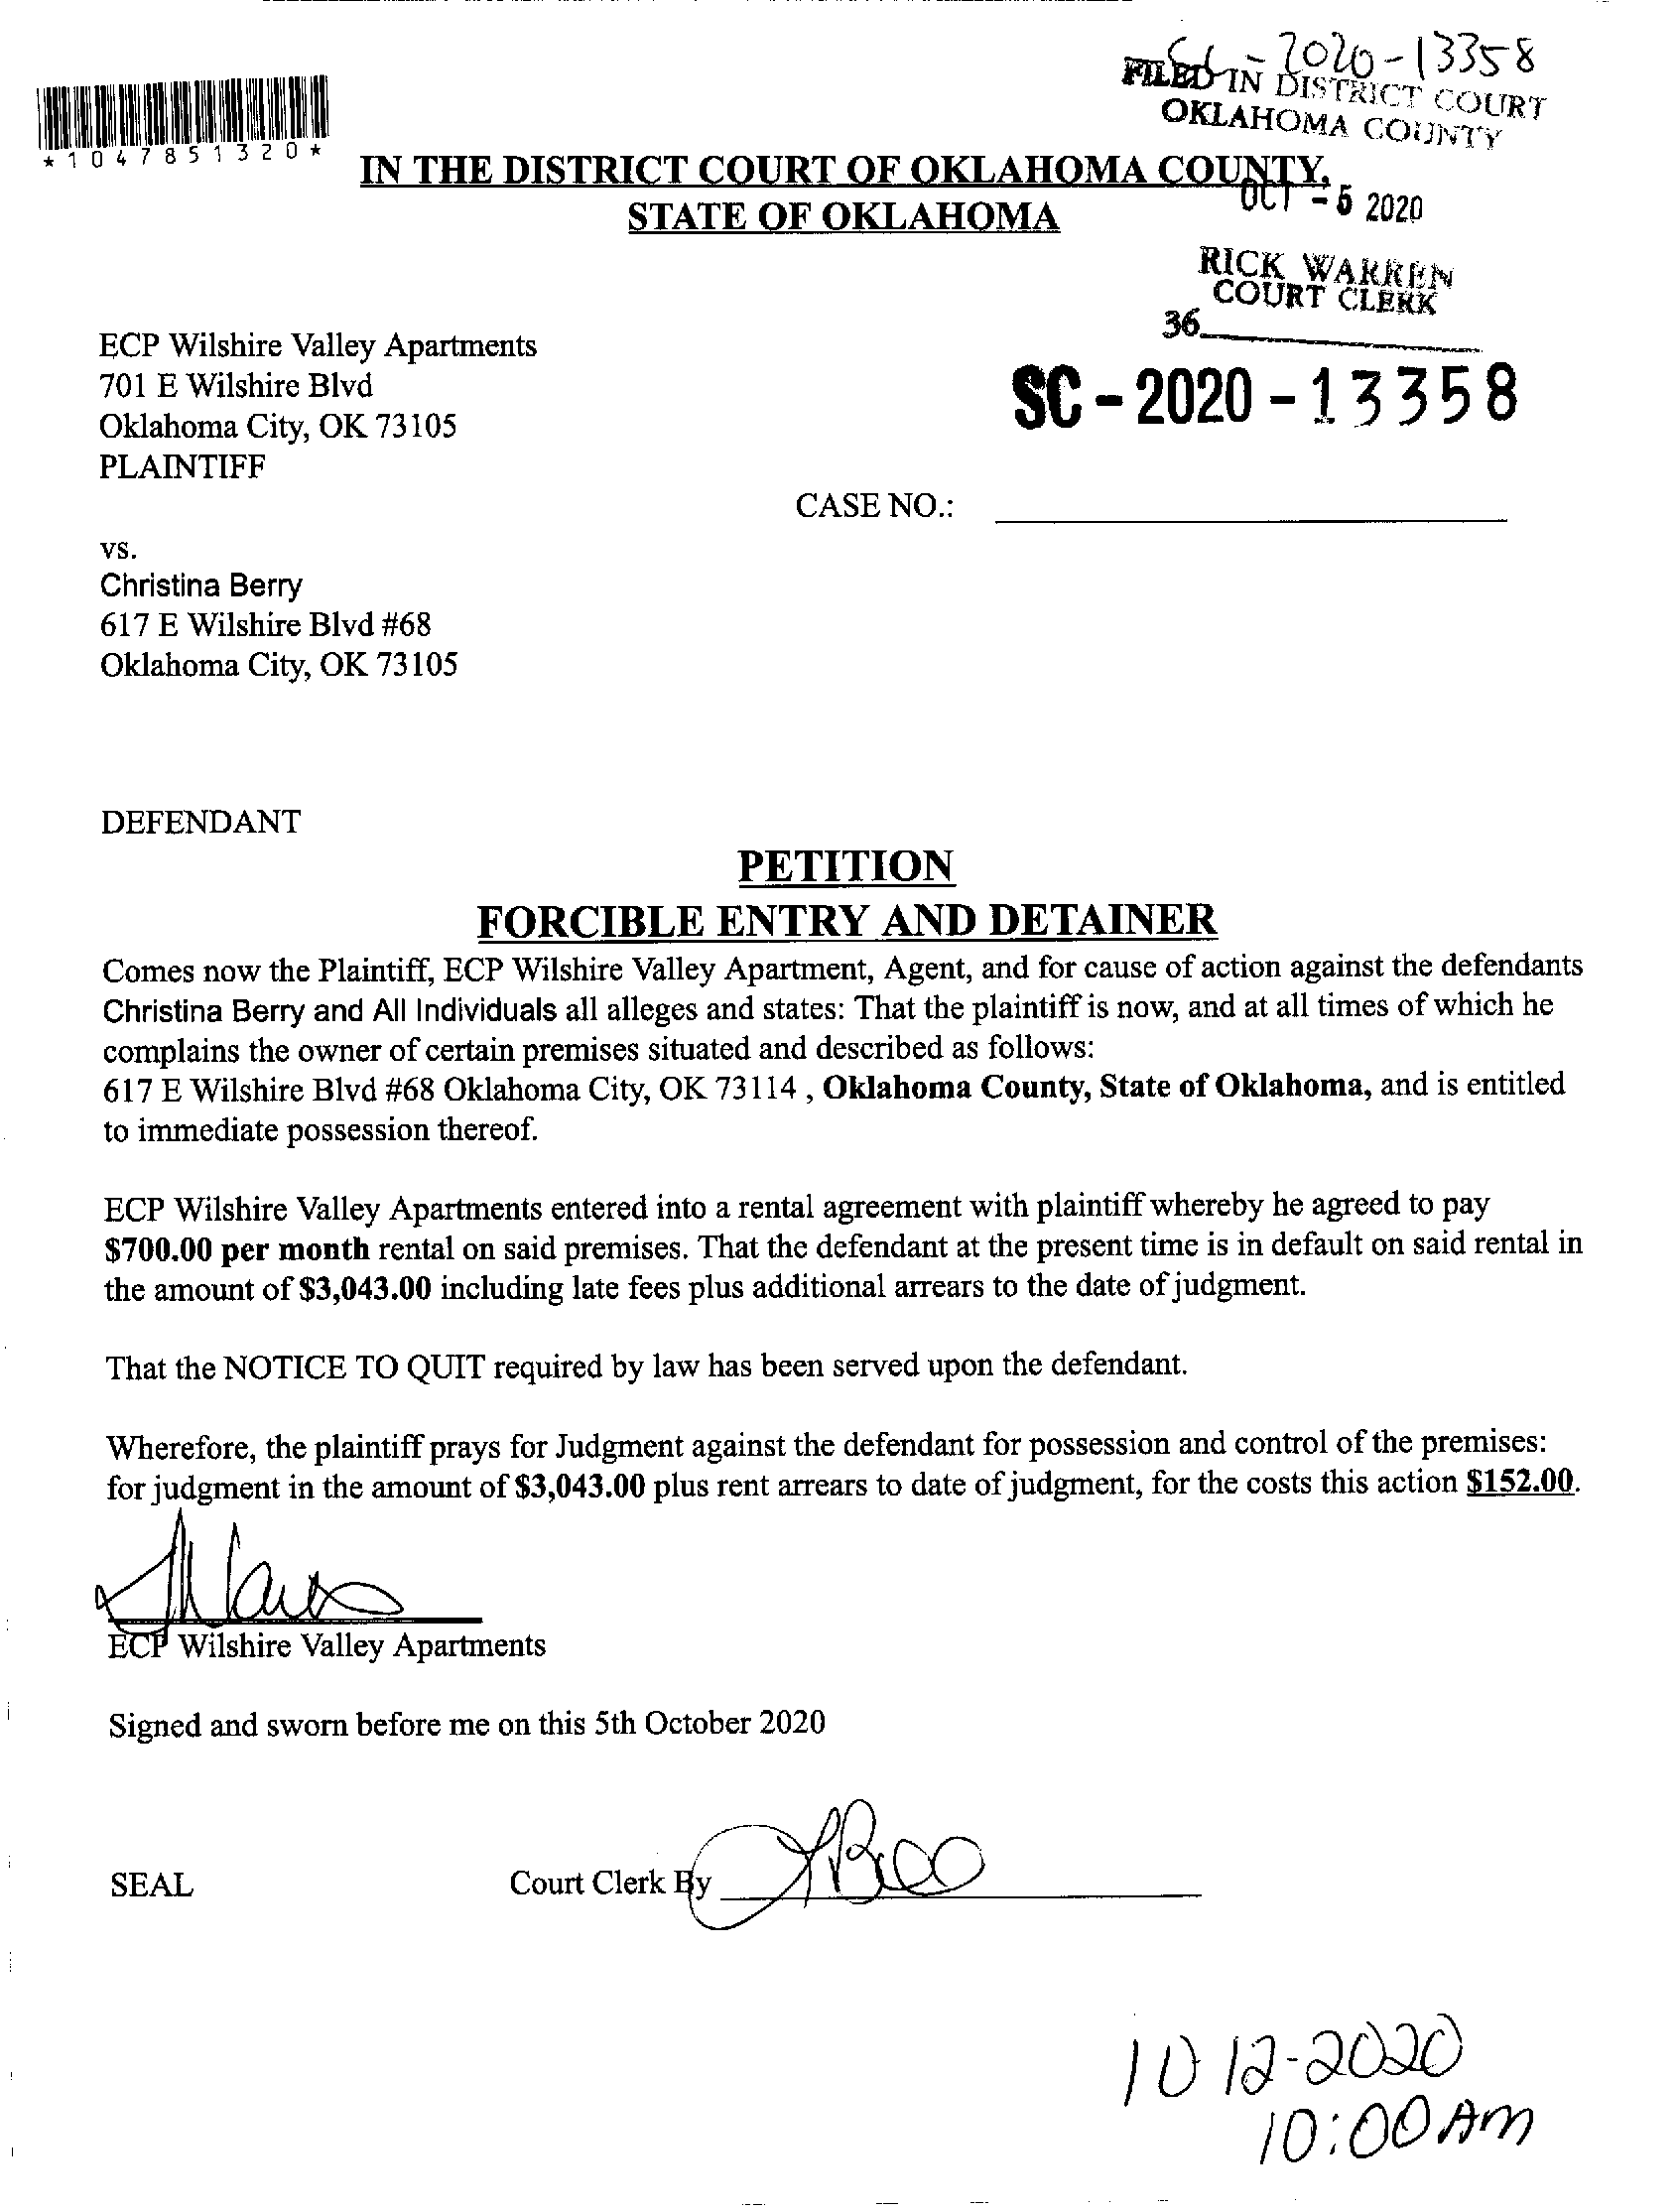 SC-2020-13358
FILED IN DISTRICT COURT
OKLAHOMA COUNTY
*1047851320*
IN THE DISTRICT COURT OF OKLAHOMA COUNTY,
STATE OF OKLAHOMA
OCT -5 2020
RICK WARREN
COURT CLERK
36
ECP Wilshire Valley Apartments
701 E Wilshire Blvd
Oklahoma City, OK 73105
PLAINTIFF
SC-2020-13358
CASE NO.:
vs.
Christina Berry
617 E Wilshire Blvd #68
Oklahoma City, OK 73105
DEFENDANT
PETITION
FORCIBLE ENTRY AND DETAINER
Comes now the Plaintiff, ECP Wilshire Valley Apartment, Agent, and for cause of action against the defendants
Christina Berry and All Individuals all alleges and states: That the plaintiff is now, and at all times of which he
complains the owner of certain premises situated and described as follows:
617 E Wilshire Blvd #68 Oklahoma City, OK 73114 , Oklahoma County, State of Oklahoma, and is entitled
to immediate possession thereof.
ECP Wilshire Valley Apartments entered into a rental agreement with plaintiff whereby he agreed to pay
$700.00 per month rental on said premises. That the defendant at the present time is in default on said rental in
the amount of $3,043.00 including late fees plus additional arrears to the date of judgment.
That the NOTICE TO QUIT required by law has been served upon the defendant.
Wherefore, the plaintiff prays for Judgment against the defendant for possession and control of the premises:
for judgment in the amount of $3,043.00 plus rent arrears to date of judgment, for the costs this action $152.00.
ECP Wilshire Valley Apartments
Signed and sworn before me on this 5th October 2020
SEAL
Court Clerk By
10 12-2020
10:00 AM